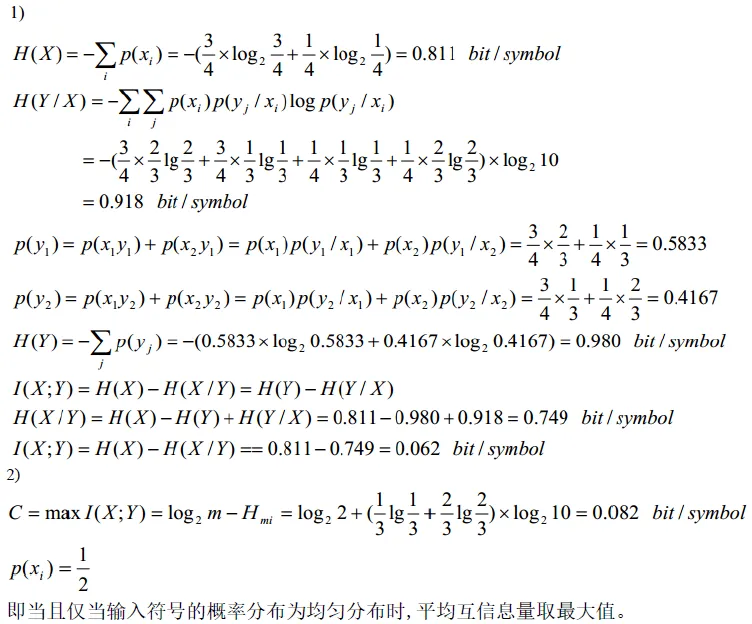 1)
H(X) = −∑_i p(x_i) = −(3/4 × log₂ 3/4 + 1/4 × log₂ 1/4) = 0.811 bit / symbol
H(Y / X) = −∑_i ∑_j p(x_i)p(y_j / x_i) log p(y_j / x_i)
= −(3/4 × 2/3 lg 2/3 + 3/4 × 1/3 lg 1/3 + 1/4 × 1/3 lg 1/3 + 1/4 × 2/3 lg 2/3) × log₂ 10
= 0.918 bit / symbol
p(y₁) = p(x₁y₁) + p(x₂y₁) = p(x₁)p(y₁ / x₁) + p(x₂)p(y₁ / x₂) = 3/4 × 2/3 + 1/4 × 1/3 = 0.5833
p(y₂) = p(x₁y₂) + p(x₂y₂) = p(x₁)p(y₂ / x₁) + p(x₂)p(y₂ / x₂) = 3/4 × 1/3 + 1/4 × 2/3 = 0.4167
H(Y) = −∑_j p(y_j) = −(0.5833 × log₂ 0.5833 + 0.4167 × log₂ 0.4167) = 0.980 bit / symbol
I(X;Y) = H(X) − H(X / Y) = H(Y) − H(Y / X)
H(X / Y) = H(X) − H(Y) + H(Y / X) = 0.811 − 0.980 + 0.918 = 0.749 bit / symbol
I(X;Y) = H(X) − H(X / Y) == 0.811 − 0.749 = 0.062 bit / symbol
2)
C = max I(X;Y) = log₂ m − H_mi = log₂ 2 + (1/3 lg 1/3 + 2/3 lg 2/3) × log₂ 10 = 0.082 bit / symbol
p(x_i) = 1/2
即当且仅当输入符号的概率分布为均匀分布时,平均互信息量取最大值。